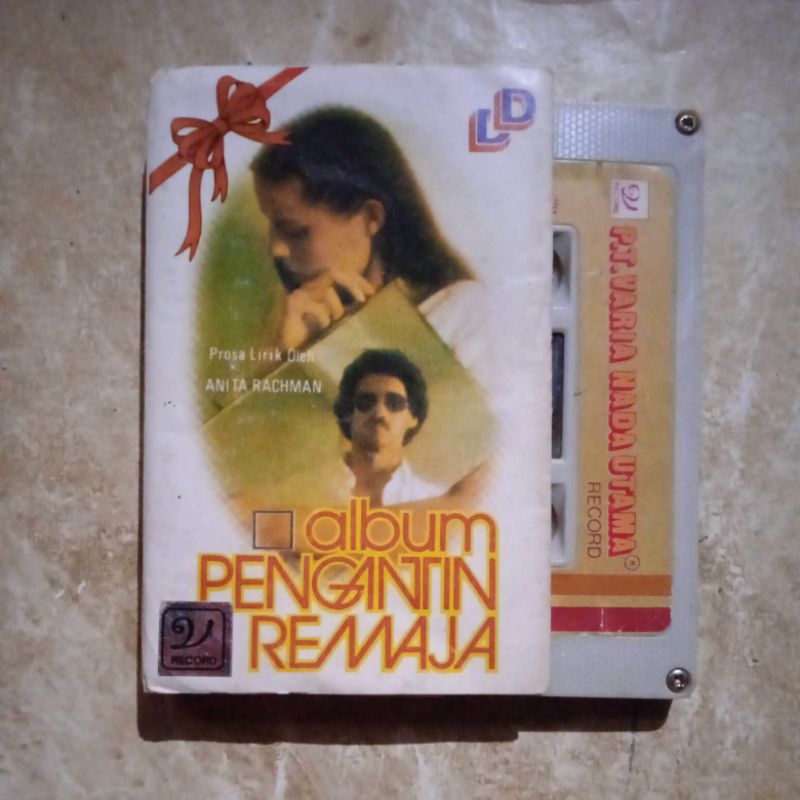 LD
Prosa Lirik Oleh
ANITA RACHMAN
album
PENGANTIN
REMAJA
RECORD
P.T. VARIA NADA UTAMA®
RECORD